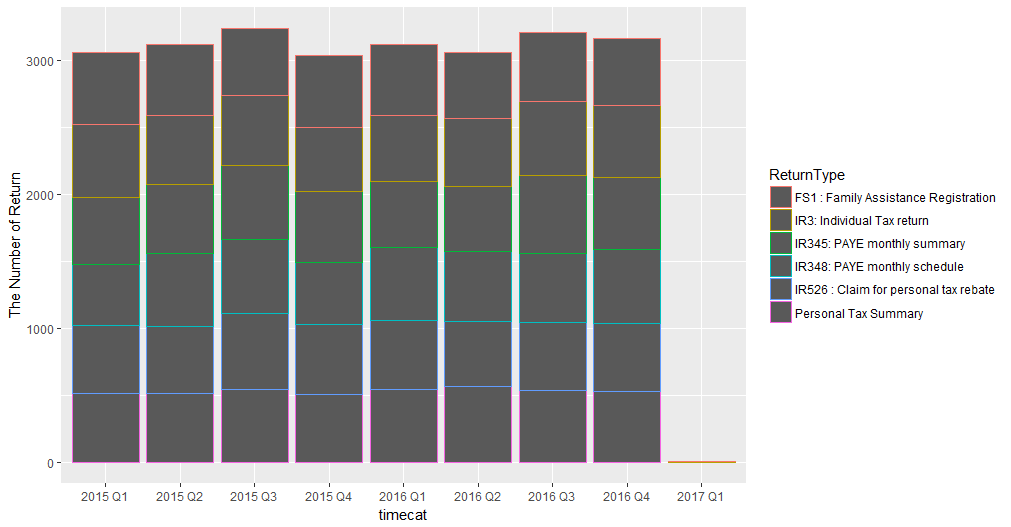 The Number of Return
3000
2000
1000
0
2015 Q1 2015 Q2 2015 Q3 2015 Q4 2016 Q1 2016 Q2 2016 Q3 2016 Q4 2017 Q1
timecat
ReturnType
FS1 : Family Assistance Registration
IR3: Individual Tax return
IR345: PAYE monthly summary
IR348: PAYE monthly schedule
IR526 : Claim for personal tax rebate
Personal Tax Summary